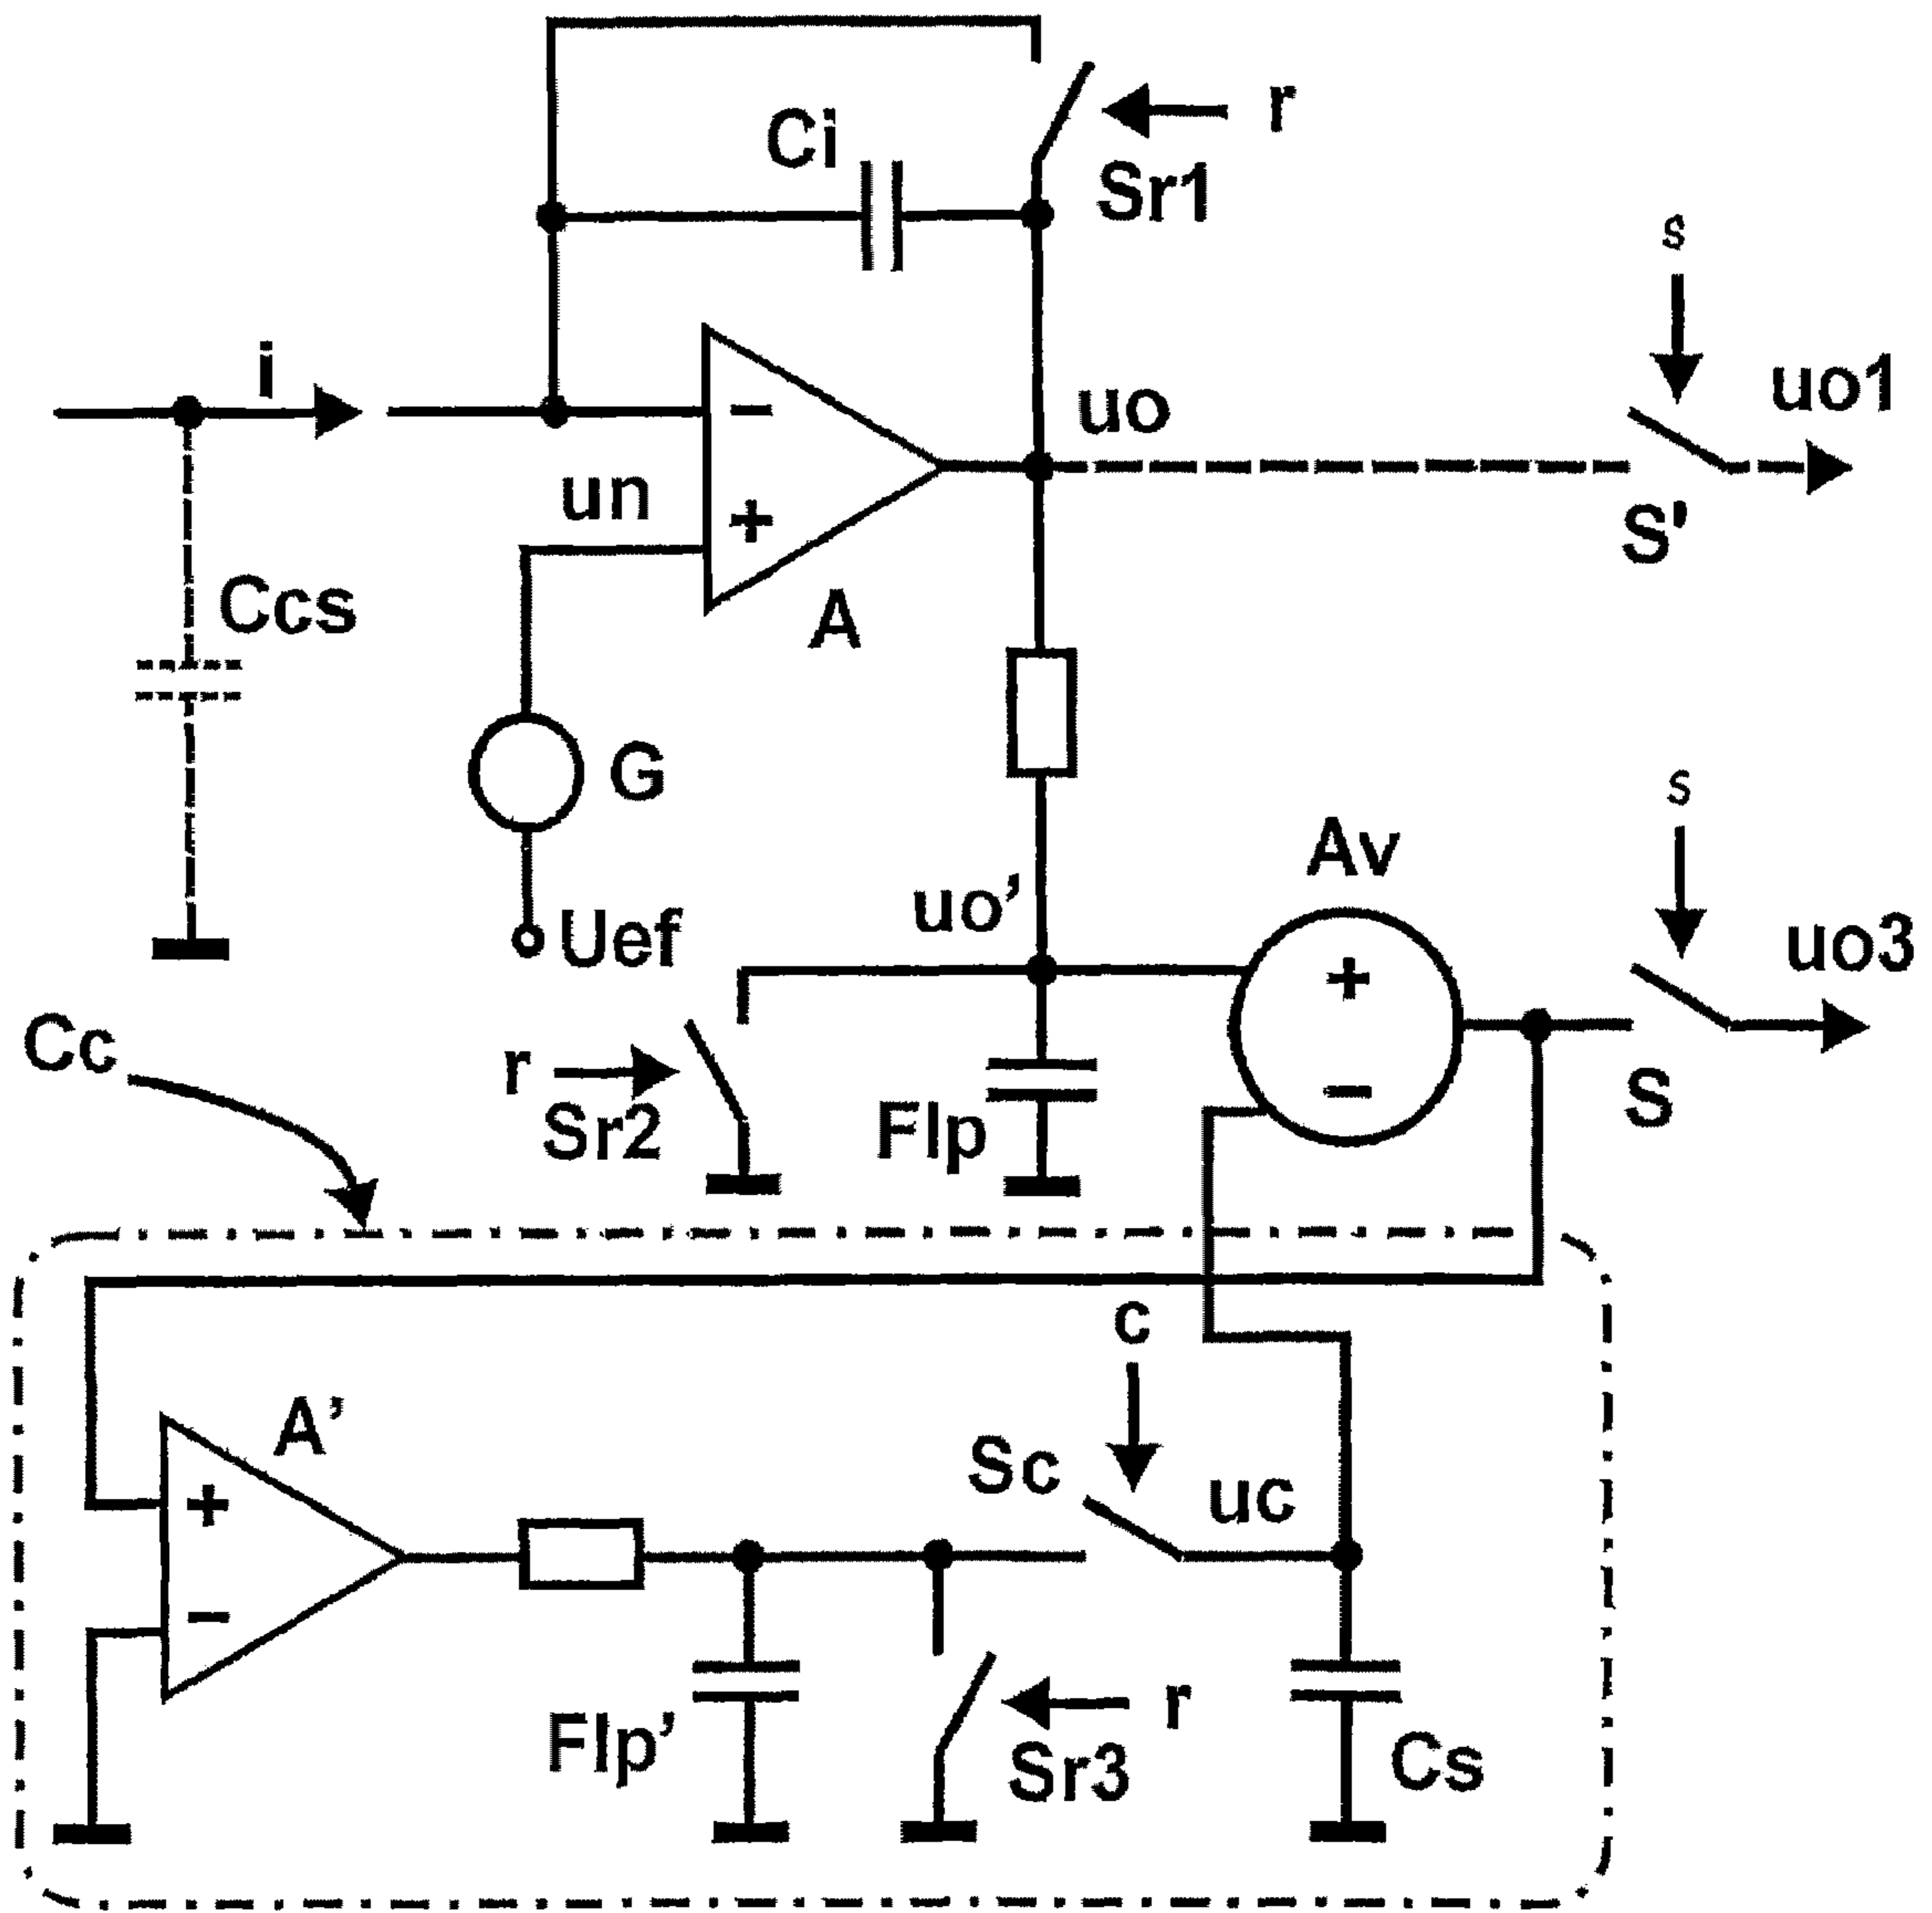 r
Ci
Sr1
s
i
uo
uo1
−
un
+
S'
Ccs
A
G
s
Av
uo’
Uef
uo3
+
Cc
r
Sr2
Flp
−
S
c
A’
Sc
uc
+
−
r
Flp’
Sr3
Cs